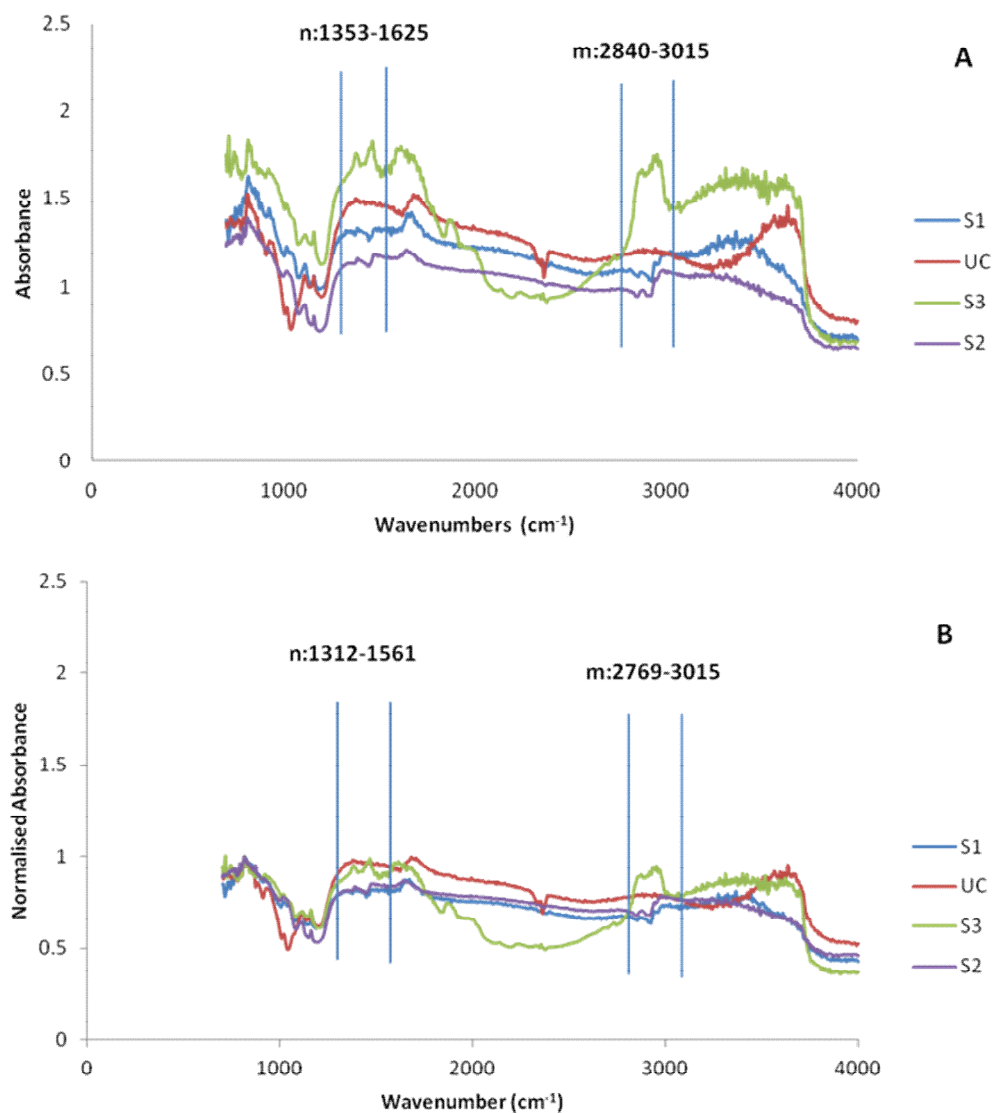 2.5
n:1353-1625
m:2840-3015
A
2
1.5
1
0.5
0
Absorbance
S1
UC
S3
S2
0
1000
2000
3000
4000
Wavenumbers (cm-1)
2.5
B
n:1312-1561
m:2769-3015
2
1.5
1
0.5
0
Normalised Absorbance
S1
UC
S3
S2
0
1000
2000
3000
4000
Wavenumber (cm-1)